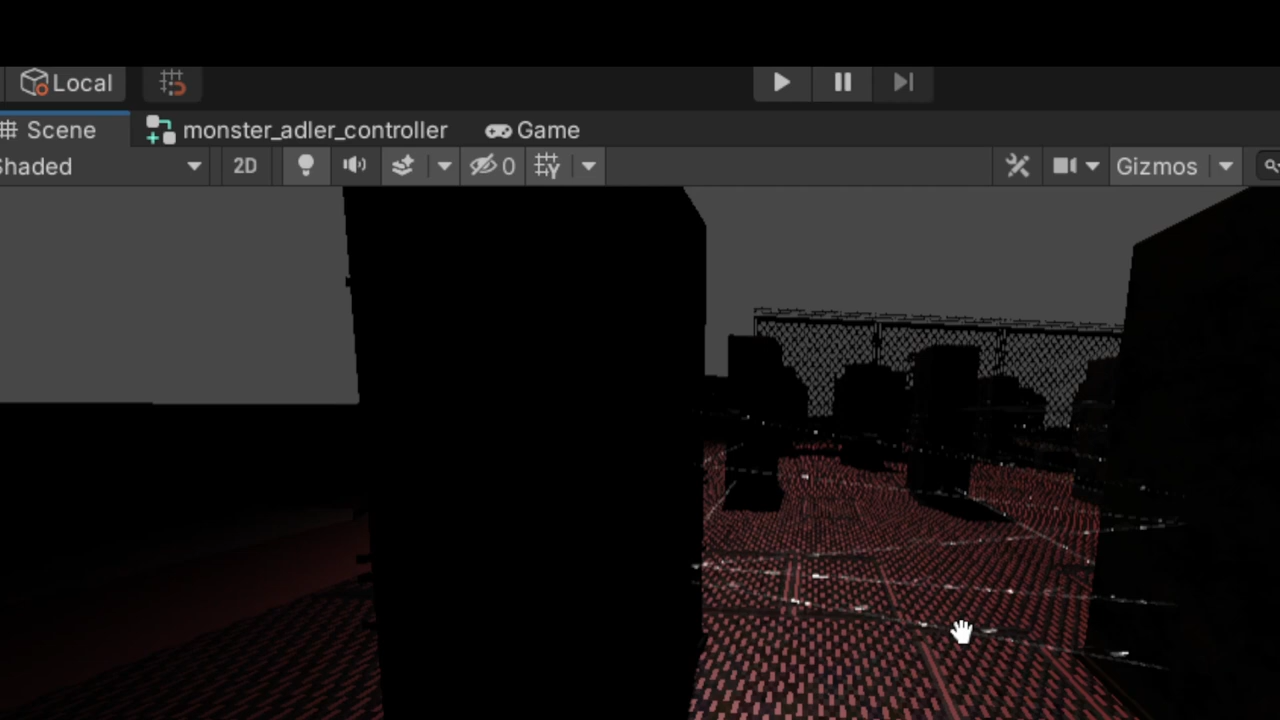 Local
Scene
monster_adler_controller
Game
Shaded
2D
0
Gizmos